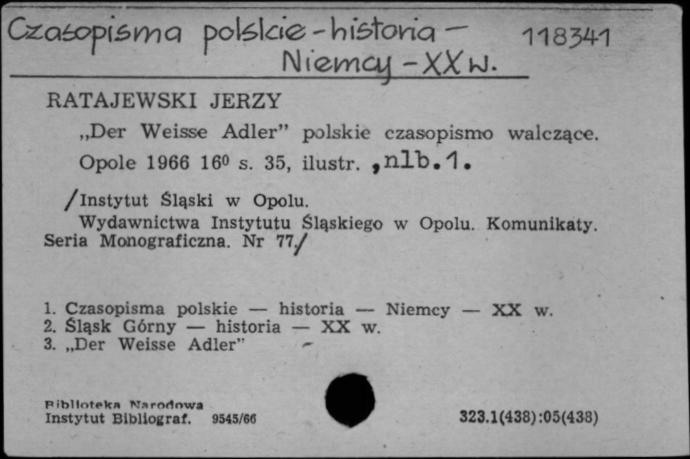 Czasopisma polskie - historia - 118341
Niemcy - XX w.
RATAJEWSKI JERZY
„Der Weisse Adler” polskie czasopismo walczące.
Opole 1966 16⁰ s. 35, ilustr. ,nlb.1.
/Instytut Śląski w Opolu.
Wydawnictwa Instytutu Śląskiego w Opolu. Komunikaty.
Seria Monograficzna. Nr 77./
1. Czasopisma polskie — historia — Niemcy — XX w.
2. Śląsk Górny — historia — XX w.
3. „Der Weisse Adler”
Biblioteka Narodowa
Instytut Bibliograf. 9545/66 323.1(438):05(438)